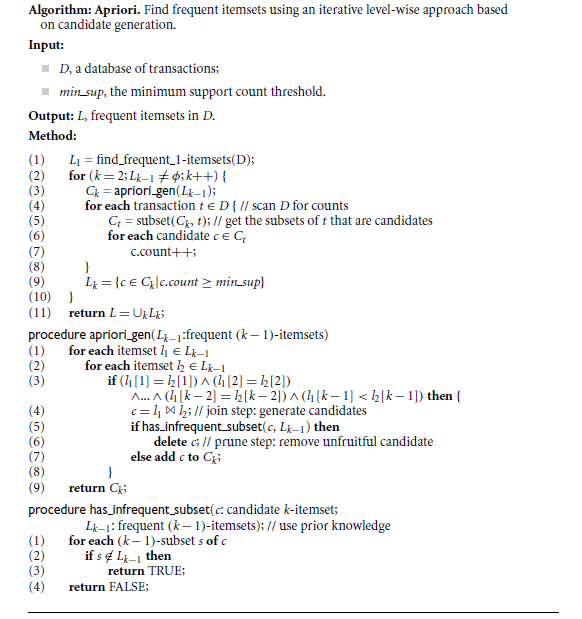 Algorithm: Apriori. Find frequent itemsets using an iterative level-wise approach based
on candidate generation.
Input:
D, a database of transactions;
min_sup, the minimum support count threshold.
Output: L, frequent itemsets in D.
Method:
(1) L₁ = find_frequent_1-itemsets(D);
(2) for (k = 2; Lₖ₋₁ ≠ ϕ; k++) {
(3) Cₖ = apriori_gen(Lₖ₋₁);
(4) for each transaction t ∈ D { // scan D for counts
(5) Cₜ = subset(Cₖ, t); // get the subsets of t that are candidates
(6) for each candidate c ∈ Cₜ
(7) c.count++;
(8) }
(9) Lₖ = {c ∈ Cₖ|c.count ≥ min_sup}
(10) }
(11) return L = ∪ₖLₖ;
procedure apriori_gen(Lₖ₋₁:frequent (k − 1)-itemsets)
(1) for each itemset l₁ ∈ Lₖ₋₁
(2) for each itemset l₂ ∈ Lₖ₋₁
(3) if (l₁[1] = l₂[1]) ∧ (l₁[2] = l₂[2])
∧... ∧ (l₁[k − 2] = l₂[k − 2]) ∧ (l₁[k − 1] < l₂[k − 1]) then {
(4) c = l₁ ⋈ l₂; // join step: generate candidates
(5) if has_infrequent_subset(c, Lₖ₋₁) then
(6) delete c; // prune step: remove unfruitful candidate
(7) else add c to Cₖ;
(8) }
(9) return Cₖ;
procedure has_infrequent_subset(c: candidate k-itemset;
Lₖ₋₁: frequent (k − 1)-itemsets); // use prior knowledge
(1) for each (k − 1)-subset s of c
(2) if s ∉ Lₖ₋₁ then
(3) return TRUE;
(4) return FALSE;